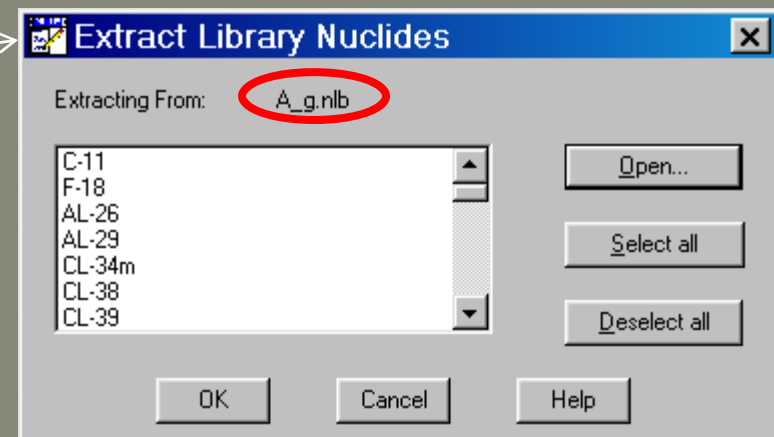 Extract Library Nuclides
Extracting From: A_g.nlb
C-11
F-18
AL-26
AL-29
CL-34m
CL-38
CL-39
Open...
Select all
Deselect all
OK Cancel Help